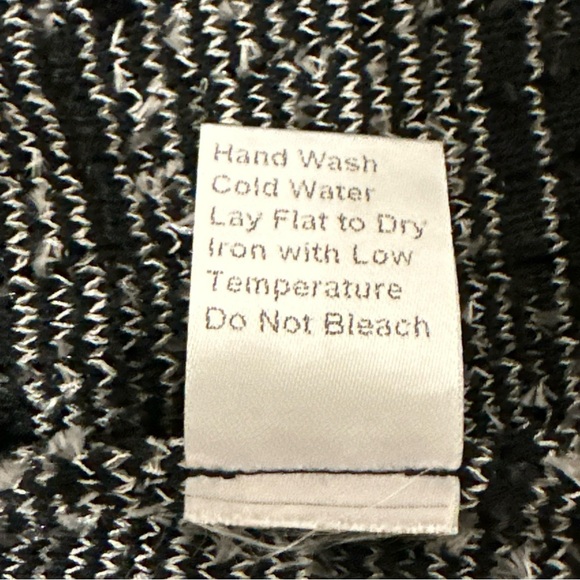 Hand Wash
Cold Water
Lay Flat to Dry
Iron with Low
Temperature
Do Not Bleach